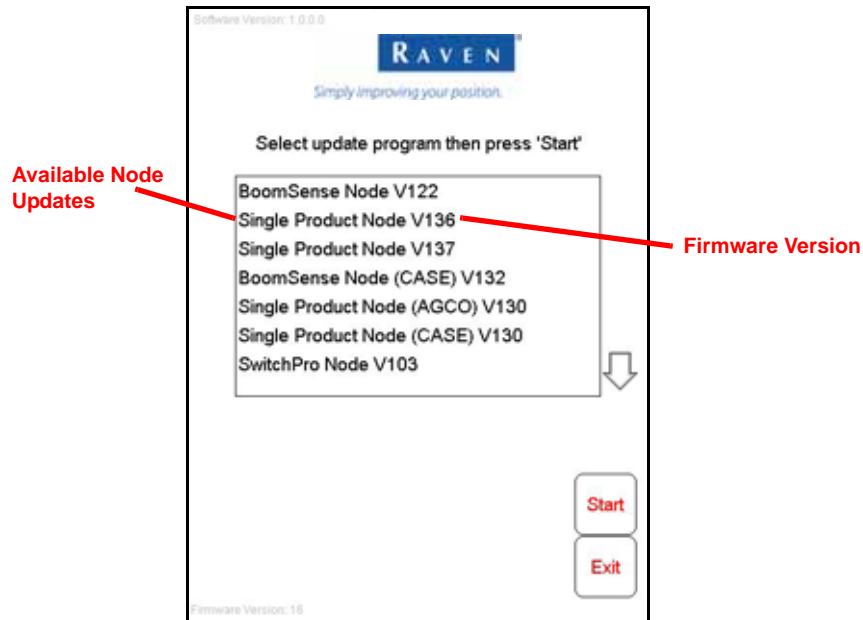 Software Version: 1.0.0.0
RAVEN
Simply improving your position.
Select update program then press 'Start'
Available Node
Updates
BoomSense Node V122
Single Product Node V136
Single Product Node V137
BoomSense Node (CASE) V132
Single Product Node (AGCO) V130
Single Product Node (CASE) V130
SwitchPro Node V103
Firmware Version
Start
Exit
Firmware Version: 16